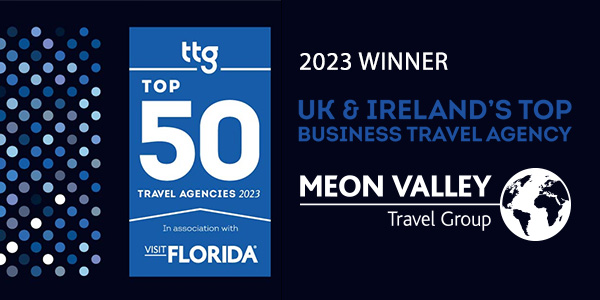 ttg
TOP
50
TRAVEL AGENCIES 2023
In association with
VISIT FLORIDA®
2023 WINNER
UK & IRELAND'S TOP
BUSINESS TRAVEL AGENCY
MEON VALLEY
Travel Group